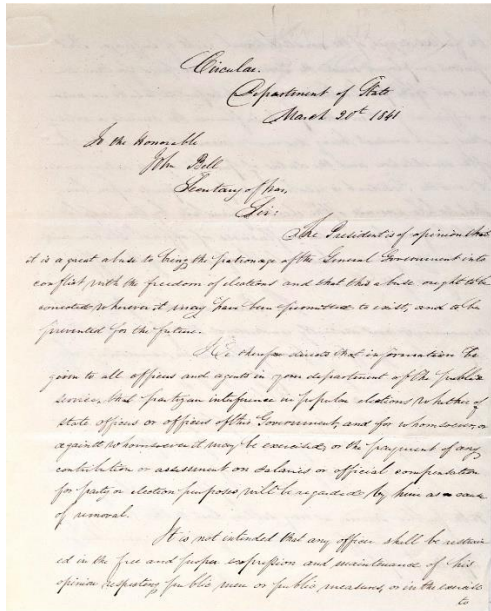 Circular.
Department of State
March 20th 1841
To the Honorable
John Bell
Secretary of War,
Sir:
The President is of opinion that
it is a great abuse to bring the patronage of the General Government into
conflict with the freedom of elections and that this abuse ought to be
corrected wherever it may have been permitted to exist, and to be
prevented for the future.
He therefore directs that information be
given to all officers and agents in your department of the public
service, that partizan interference in popular elections whether of
state officers or officers of this Government, and for whomsoever, or
against whomsoever it may be exercised, or the payment of any
contribution or assessment on salaries or official compensation
for party or election purposes will be regarded by him as a cause
of removal.
It is not intended that any officer shall be restrain
ed in the free and proper expression and maintenance of his
opinion respecting public men or public measures, or in the exercise
to